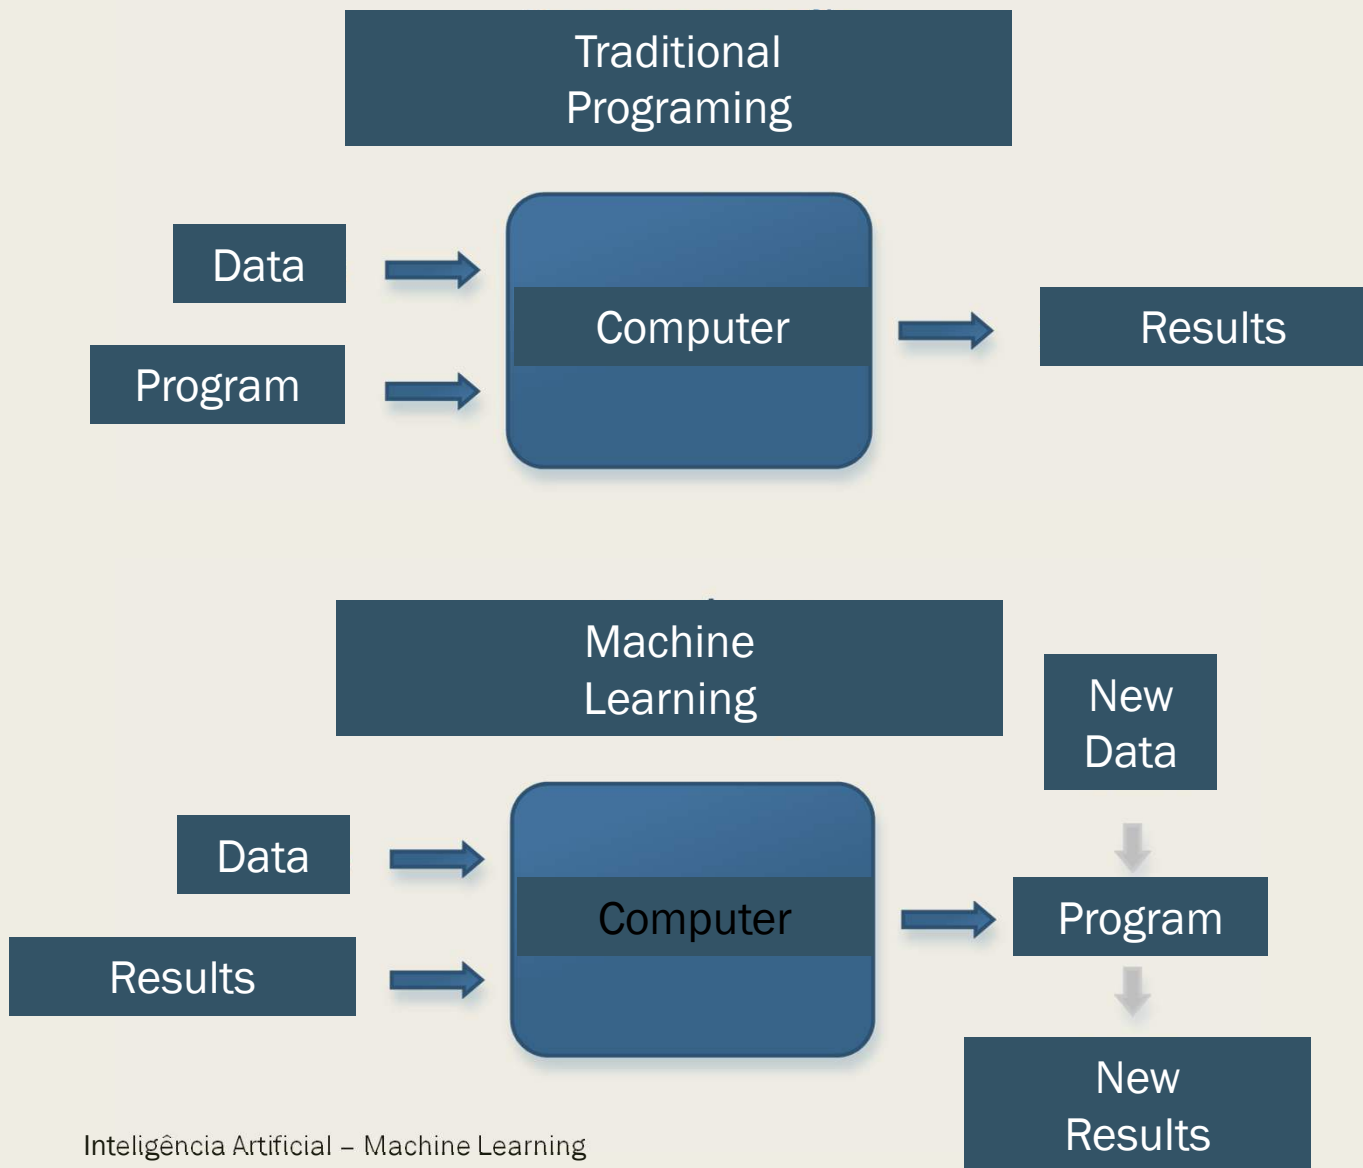 Traditional
Programing
Data
Computer
Results
Program
Machine
Learning
New
Data
Data
Computer
Program
Results
New
Results
Inteligência Artificial – Machine Learning